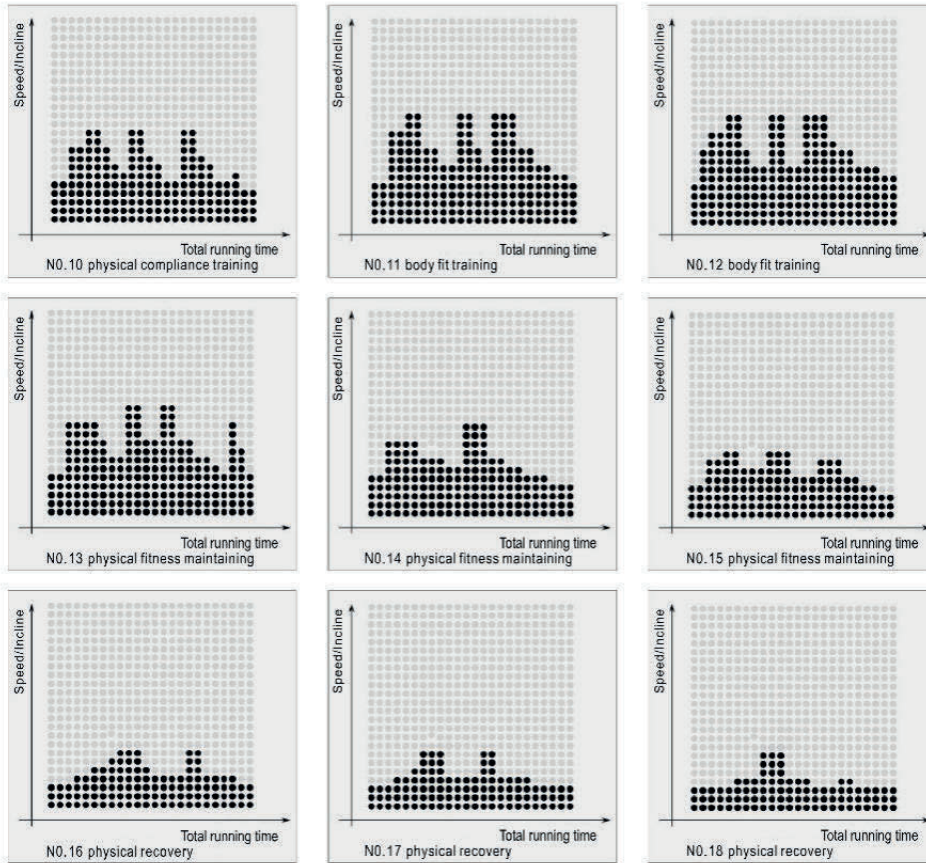 Speed/Incline
Total running time
N0.10 physical compliance training
Speed/Incline
Total running time
N0.11 body fit training
Speed/Incline
Total running time
N0.12 body fit training
Speed/Incline
Total running time
N0.13 physical fitness maintaining
Speed/Incline
Total running time
N0.14 physical fitness maintaining
Speed/Incline
Total running time
N0.15 physical fitness maintaining
Speed/Incline
Total running time
N0.16 physical recovery
Speed/Incline
Total running time
N0.17 physical recovery
Speed/Incline
Total running time
N0.18 physical recovery